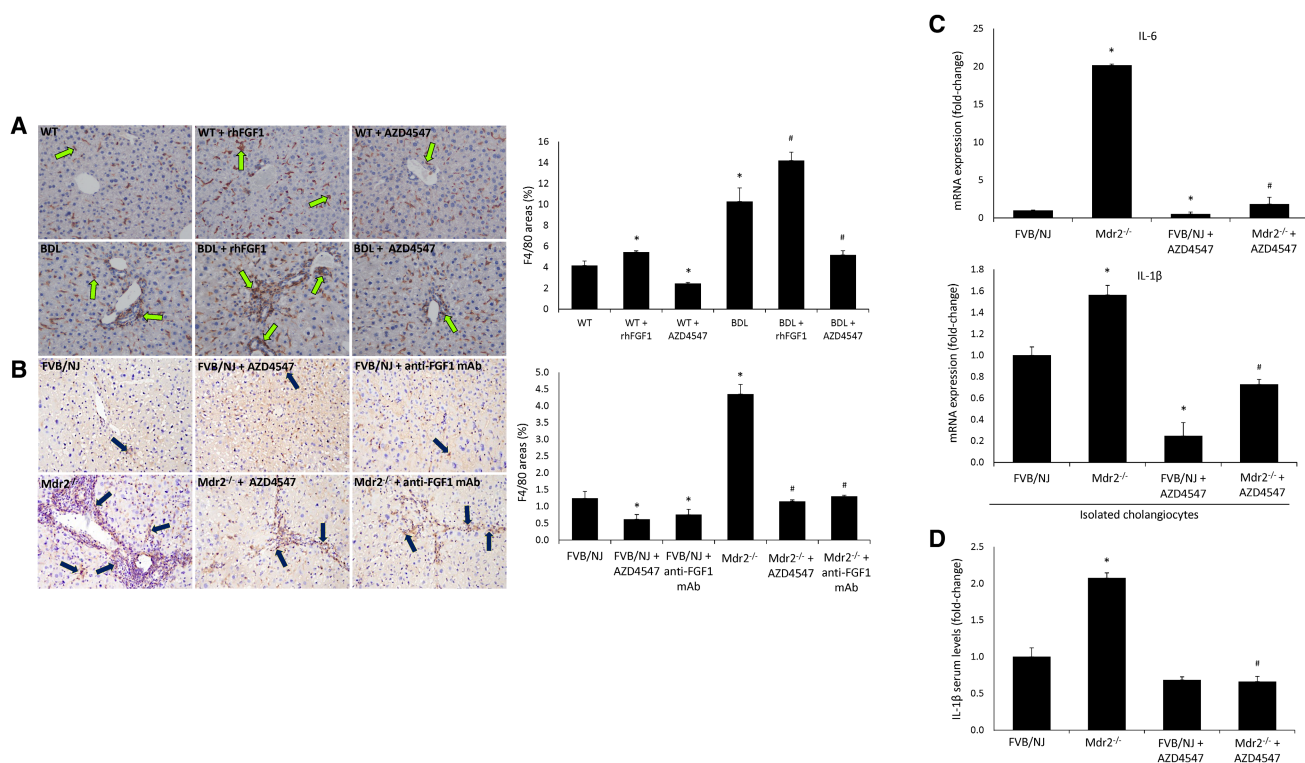 A
WT
WT + rhFGF1
WT + AZD4547
BDL
BDL + rhFGF1
BDL + AZD4547
F4/80 areas (%)
16
14
12
10
8
6
4
2
0
*
*
*
#
#
WT
WT +
rhFGF1
WT +
AZD4547
BDL
BDL +
rhFGF1
BDL +
AZD4547
B
FVB/NJ
FVB/NJ + AZD4547
FVB/NJ + anti-FGF1 mAb
Mdr2-/-
Mdr2-/- + AZD4547
Mdr2-/- + anti-FGF1 mAb
F4/80 areas (%)
5.0
4.5
4.0
3.5
3.0
2.5
2.0
1.5
1.0
0.5
0.0
*
*
*
#
#
FVB/NJ
FVB/NJ +
AZD4547
FVB/NJ +
anti-FGF1
mAb
Mdr2-/-
Mdr2-/- +
AZD4547
Mdr2-/- +
anti-FGF1
mAb
C
IL-6
mRNA expression (fold-change)
25
20
15
10
5
0
*
*
#
FVB/NJ
Mdr2-/-
FVB/NJ +
AZD4547
Mdr2-/- +
AZD4547
IL-1β
mRNA expression (fold-change)
1.8
1.6
1.4
1.2
1.0
0.8
0.6
0.4
0.2
0.0
*
*
#
FVB/NJ
Mdr2-/-
FVB/NJ +
AZD4547
Mdr2-/- +
AZD4547
Isolated cholangiocytes
D
IL-1β serum levels (fold-change)
2.5
2.0
1.5
1.0
0.5
0.0
*
#
FVB/NJ
Mdr2-/-
FVB/NJ +
AZD4547
Mdr2-/- +
AZD4547